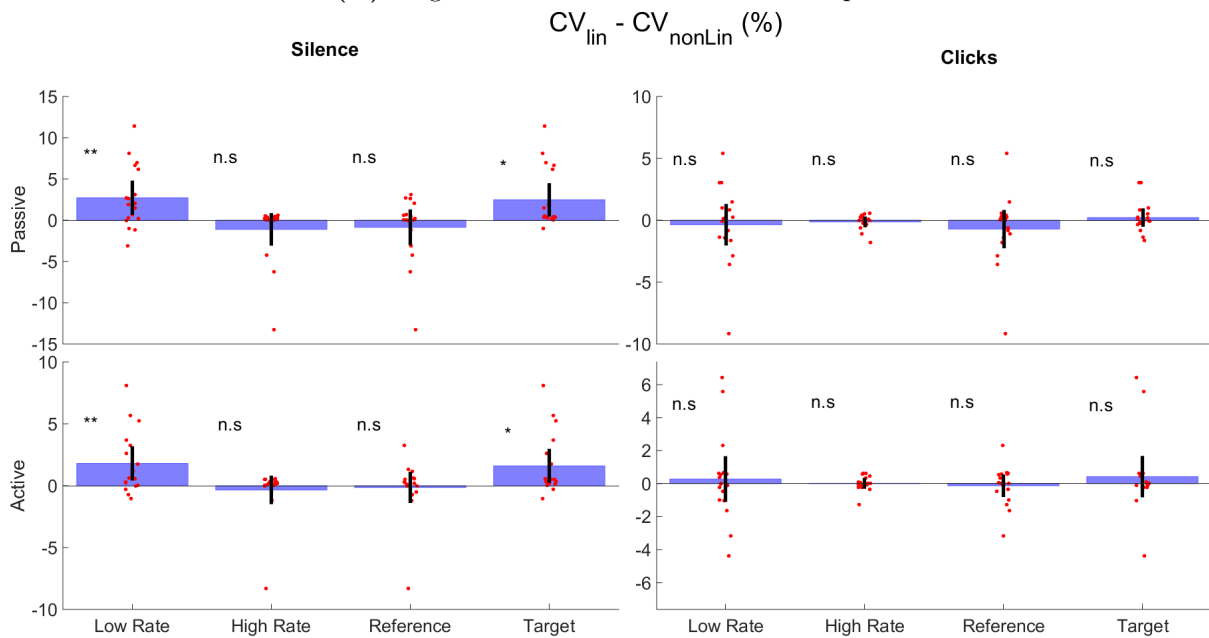 CV_lin - CV_nonLin (%)
Silence
Clicks
Passive
15
10
5
0
-5
-10
-15
**
n.s
n.s
*
10
5
0
-5
-10
n.s
n.s
n.s
n.s
Active
10
5
0
-5
-10
**
n.s
n.s
*
6
4
2
0
-2
-4
-6
n.s
n.s
n.s
n.s
Low Rate High Rate Reference Target
Low Rate High Rate Reference Target